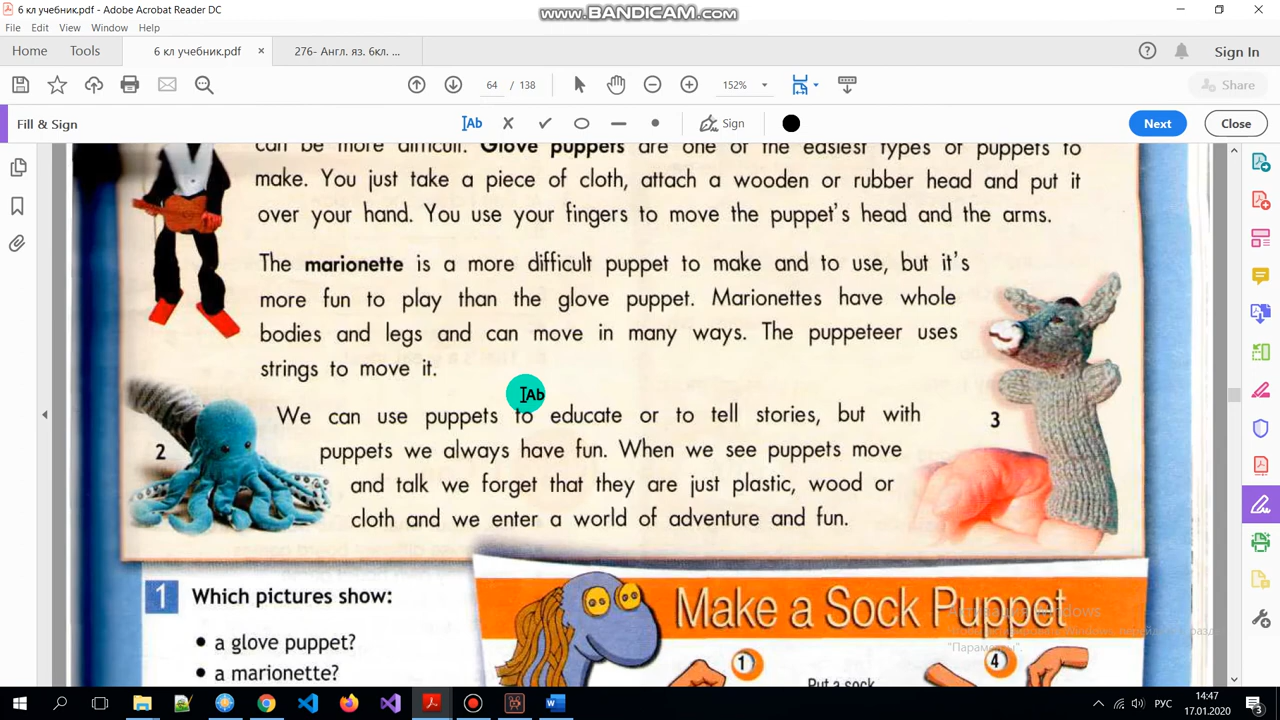 6 кл учебник.pdf - Adobe Acrobat Reader DC
www.BANDICAM.com
File Edit View Window Help
Home Tools 6 кл учебник.pdf × 276- Англ. яз. 6кл. ... Sign In
64 / 138 152% Share
Fill & Sign Ab Sign Next Close
can be more difficult. Glove puppets are one of the easiest types of puppets to
make. You just take a piece of cloth, attach a wooden or rubber head and put it
over your hand. You use your fingers to move the puppet's head and the arms.
The marionette is a more difficult puppet to make and to use, but it's
more fun to play than the glove puppet. Marionettes have whole
bodies and legs and can move in many ways. The puppeteer uses
strings to move it.
Ab
We can use puppets to educate or to tell stories, but with
puppets we always have fun. When we see puppets move
and talk we forget that they are just plastic, wood or
cloth and we enter a world of adventure and fun.
2
3
1 Which pictures show:
• a glove puppet?
• a marionette?
Make a Sock Puppet
1
Put a sock
4
Активация Windows
"Параметры".
РУС
14:47
17.01.2020
3